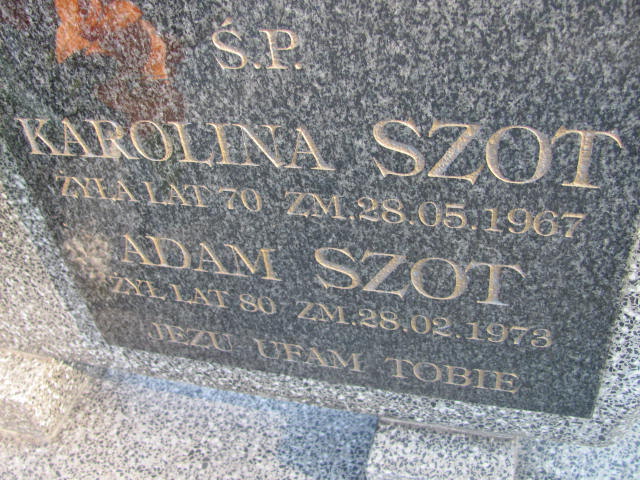 Ś.P.
KAROLINA SZOT
ŻYŁA LAT 70 ZM.28.05.1967
ADAM SZOT
ŻYŁ LAT 80 ZM.28.02.1973
JEZU UFAM TOBIE